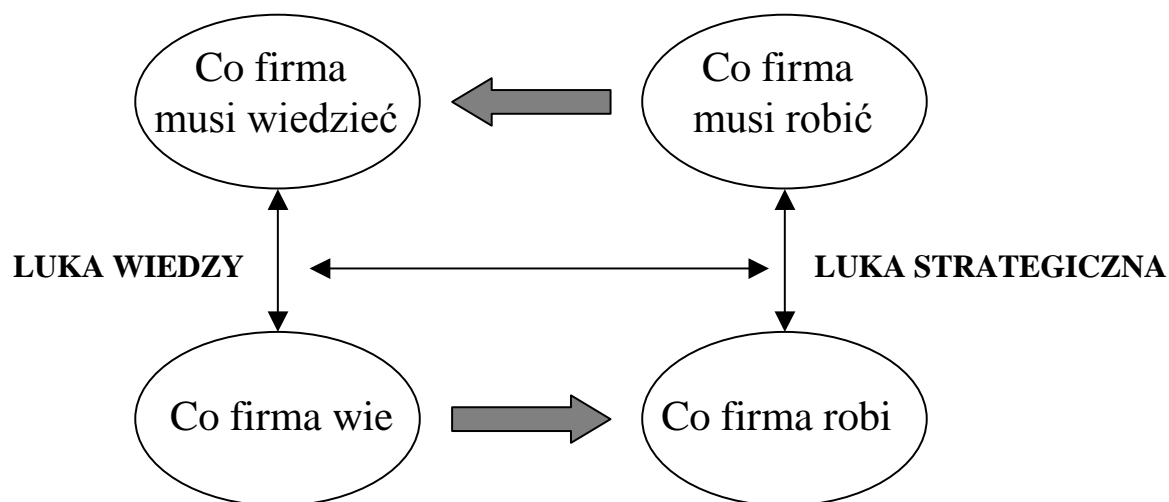 Co firma
musi wiedzieć
Co firma
musi robić
LUKA WIEDZY
LUKA STRATEGICZNA
Co firma wie
Co firma robi